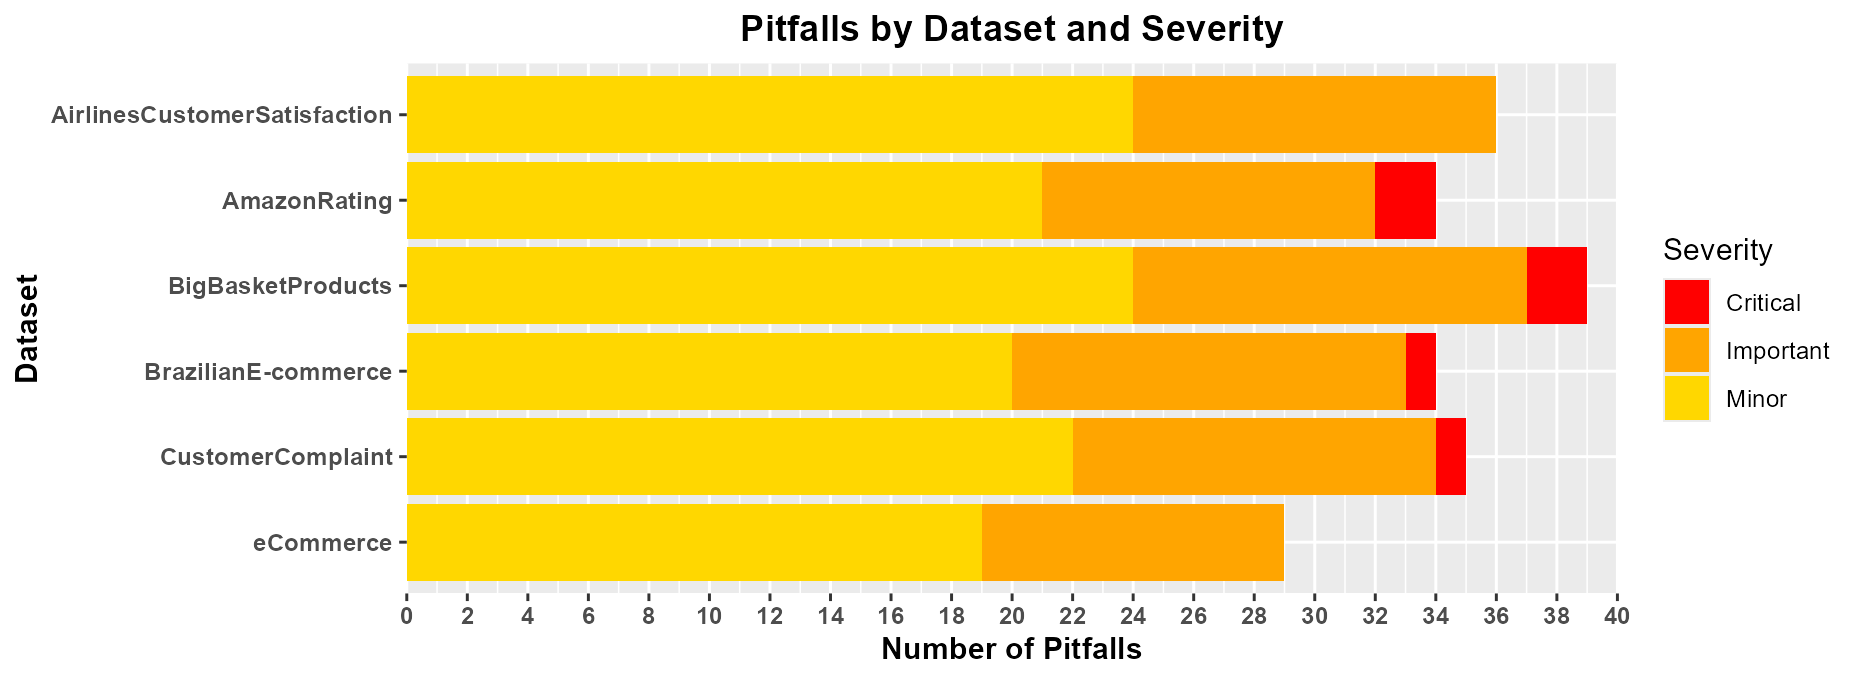 Pitfalls by Dataset and Severity
Dataset
AirlinesCustomerSatisfaction
AmazonRating
BigBasketProducts
BrazilianE-commerce
CustomerComplaint
eCommerce
0 2 4 6 8 10 12 14 16 18 20 22 24 26 28 30 32 34 36 38 40
Number of Pitfalls
Severity
Critical
Important
Minor